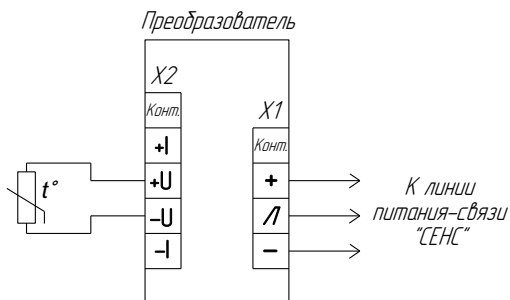 Преобразователь
X2
Конт.
+I
+U
-U
-I
X1
Конт.
+
Л
-
t°
К линии
питания-связи
"СЕНС"